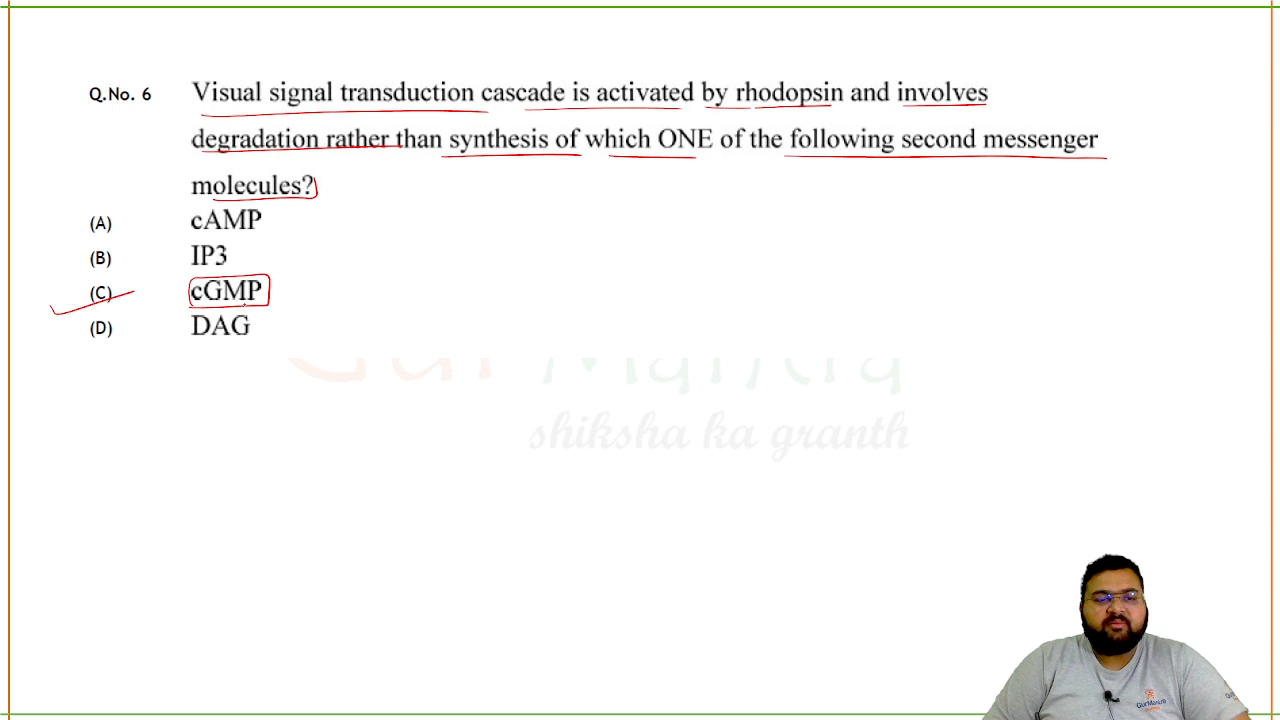 Q.No. 6 Visual signal transduction cascade is activated by rhodopsin and involves
degradation rather than synthesis of which ONE of the following second messenger
molecules?
(A) cAMP
(B) IP3
(C) cGMP
(D) DAG
shiksha ka granth
GurMantra